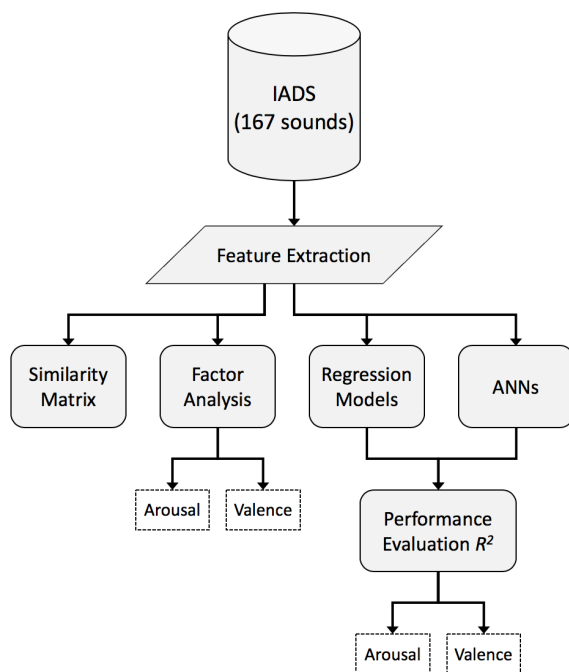 IADS
(167 sounds)
Feature Extraction
Similarity
Matrix
Factor
Analysis
Regression
Models
ANNs
Arousal
Valence
Performance
Evaluation R²
Arousal
Valence